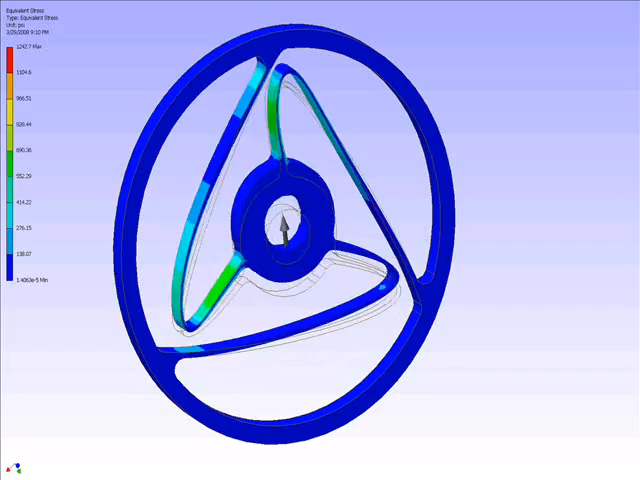 Equivalent Stress
Type: Equivalent Stress
Unit: psi
3/29/2008 9:10 PM
1242.7 Max
1104.6
966.51
828.44
690.36
552.29
414.22
276.15
138.07
1.4063e-5 Min